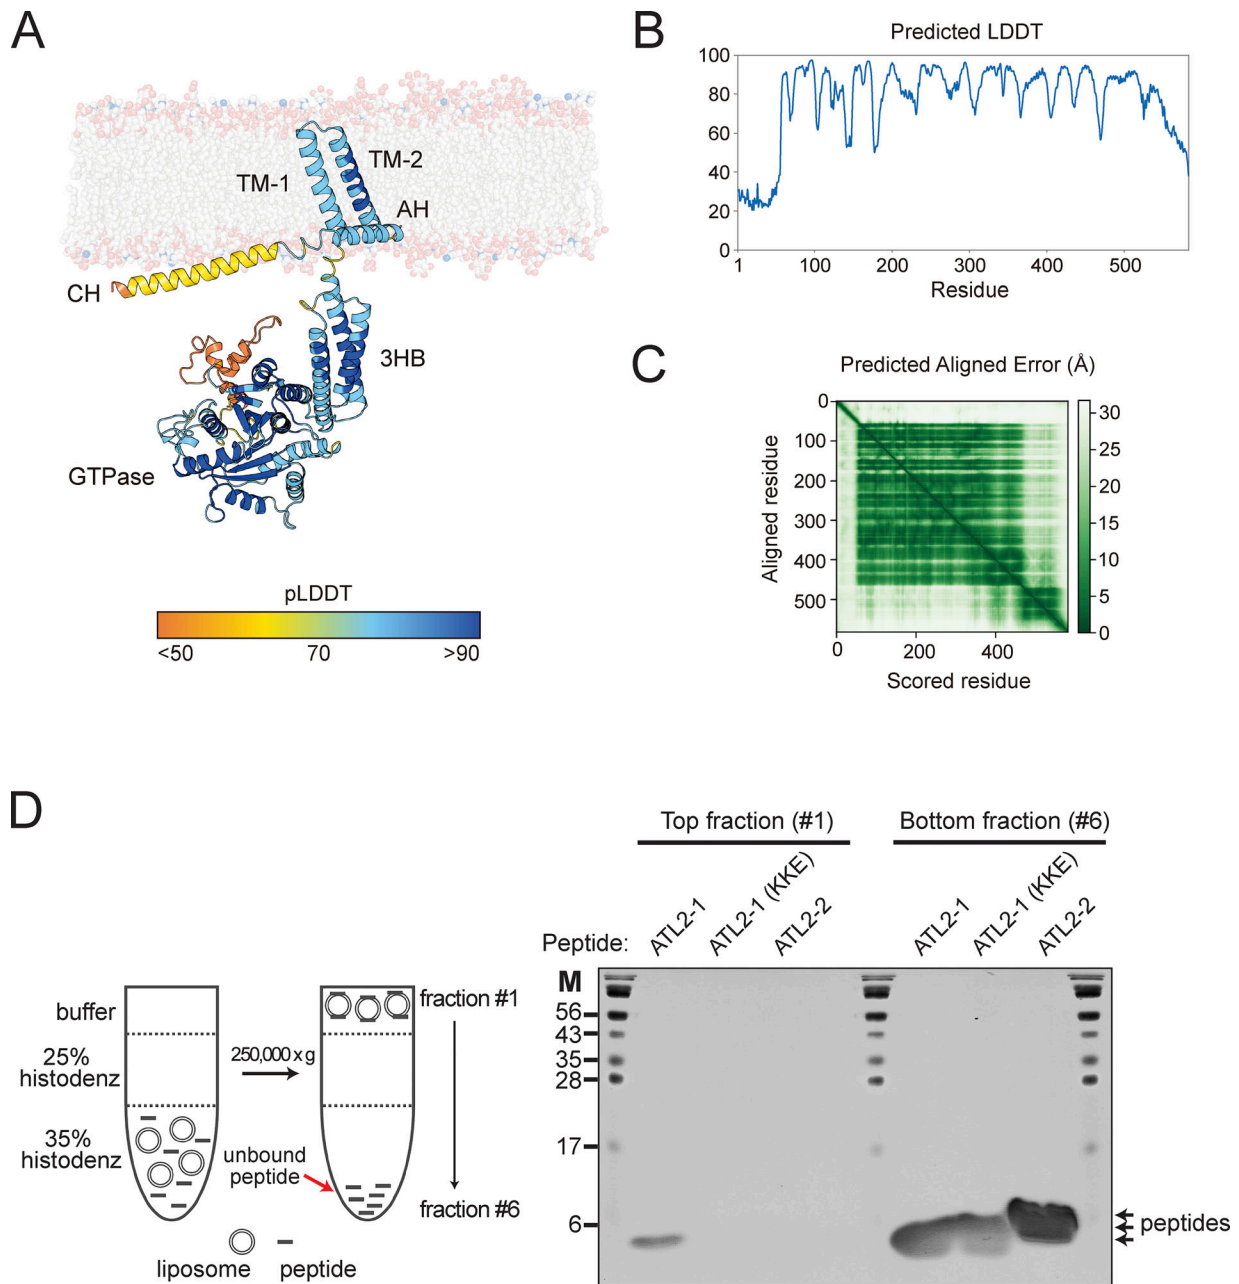 A
TM-1
TM-2
AH
CH
3HB
GTPase
pLDDT
<50
70
>90
B
Predicted LDDT
100
80
60
40
20
0
1
100
200
300
400
500
Residue
C
Predicted Aligned Error (Å)
0
100
200
300
400
500
Aligned residue
0
200
400
Scored residue
30
25
20
15
10
5
0
D
buffer
25%
histodenz
35%
histodenz
250,000 x g
fraction #1
unbound
peptide
fraction #6
liposome
peptide
Top fraction (#1)
Bottom fraction (#6)
Peptide:
ATL2-1
ATL2-1 (KKE)
ATL2-2
ATL2-1
ATL2-1 (KKE)
ATL2-2
M
56
43
35
28
17
6
peptides